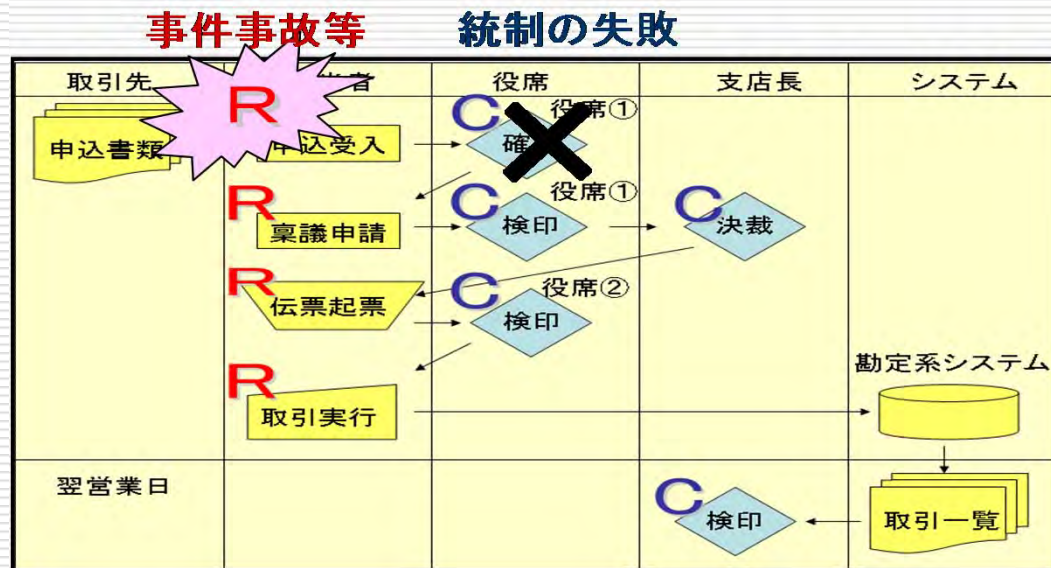 事件事故等 統制の失敗
取引先 者 役席 支店長 システム
R
C 役席①
申込書類 申込受入 確
R C 役席① C
稟議申請 検印 決裁
R C 役席②
伝票起票 検印
勘定系システム
R
取引実行
翌営業日 C
検印 取引一覧